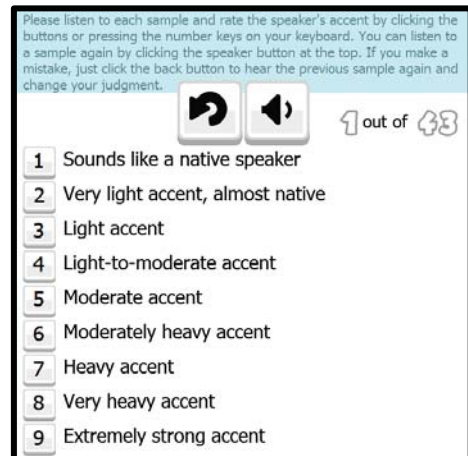 Please listen to each sample and rate the speaker's accent by clicking the
buttons or pressing the number keys on your keyboard. You can listen to
a sample again by clicking the speaker button at the top. If you make a
mistake, just click the back button to hear the previous sample again and
change your judgment.
1 out of 43
1 Sounds like a native speaker
2 Very light accent, almost native
3 Light accent
4 Light-to-moderate accent
5 Moderate accent
6 Moderately heavy accent
7 Heavy accent
8 Very heavy accent
9 Extremely strong accent